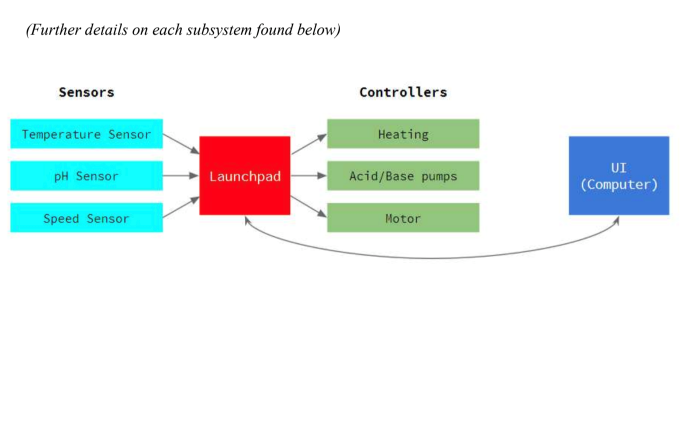 (Further details on each subsystem found below)
Sensors
Controllers
Temperature Sensor
pH Sensor
Speed Sensor
Launchpad
Heating
Acid/Base pumps
Motor
UI
(Computer)